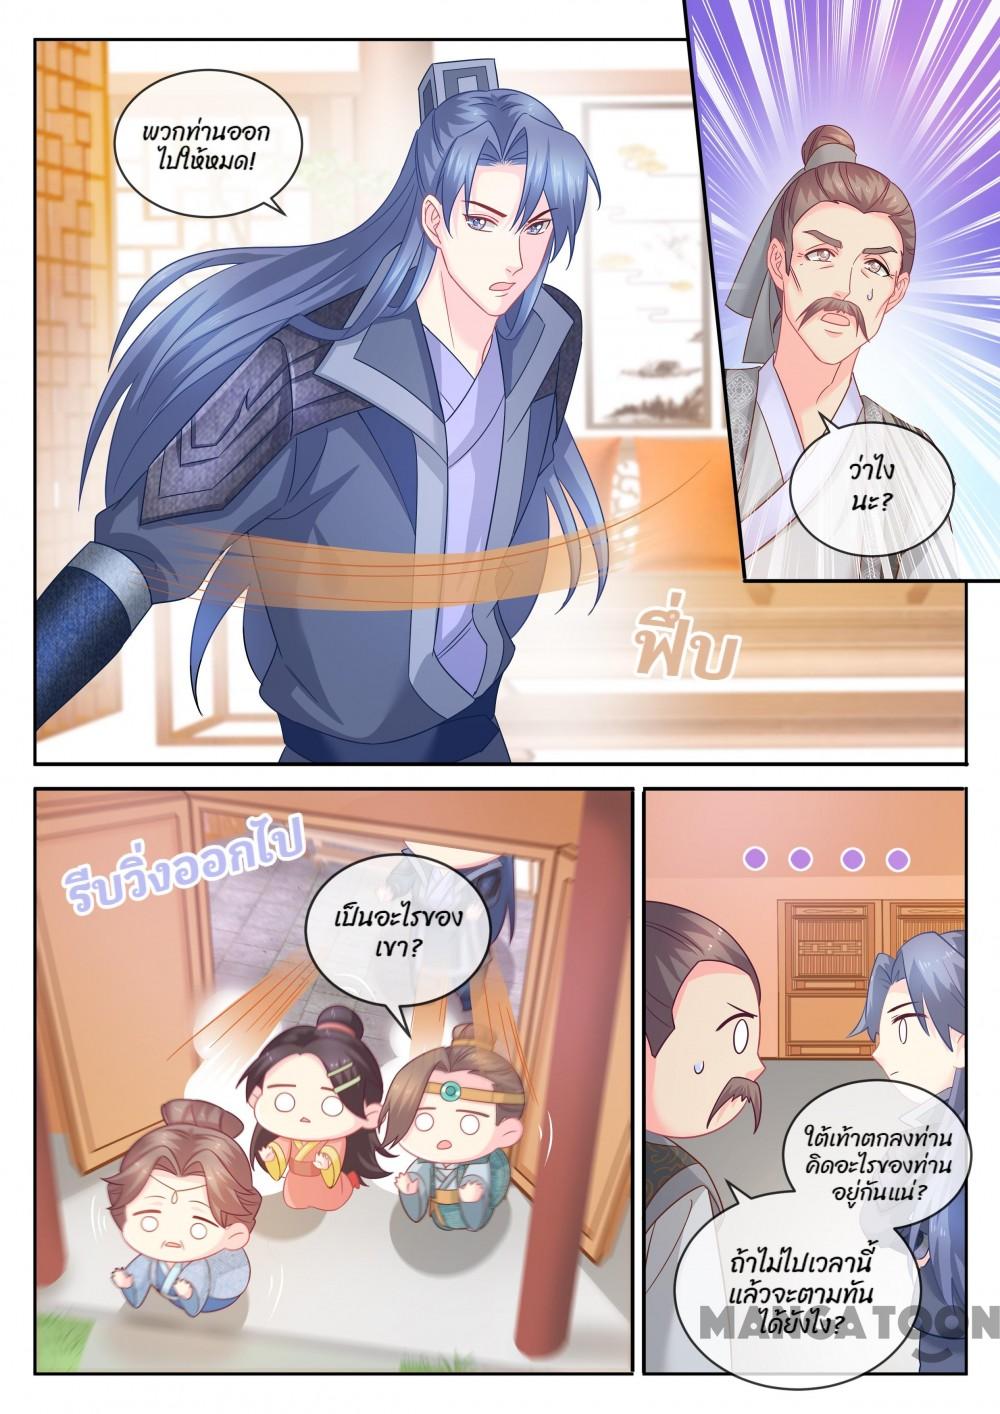 พวกท่านออก
ไปให้หมด!
ว่าไง
นะ?
ฟึ่บ
รีบวิ่งออกไป
เป็นอะไรของ
เขา?
ใต้เท้าตกลงท่าน
คิดอะไรของท่าน
อยู่กันแน่?
ถ้าไม่ไปเวลานี้
แล้วจะตามทัน
ได้ยังไง?
MANGATOON